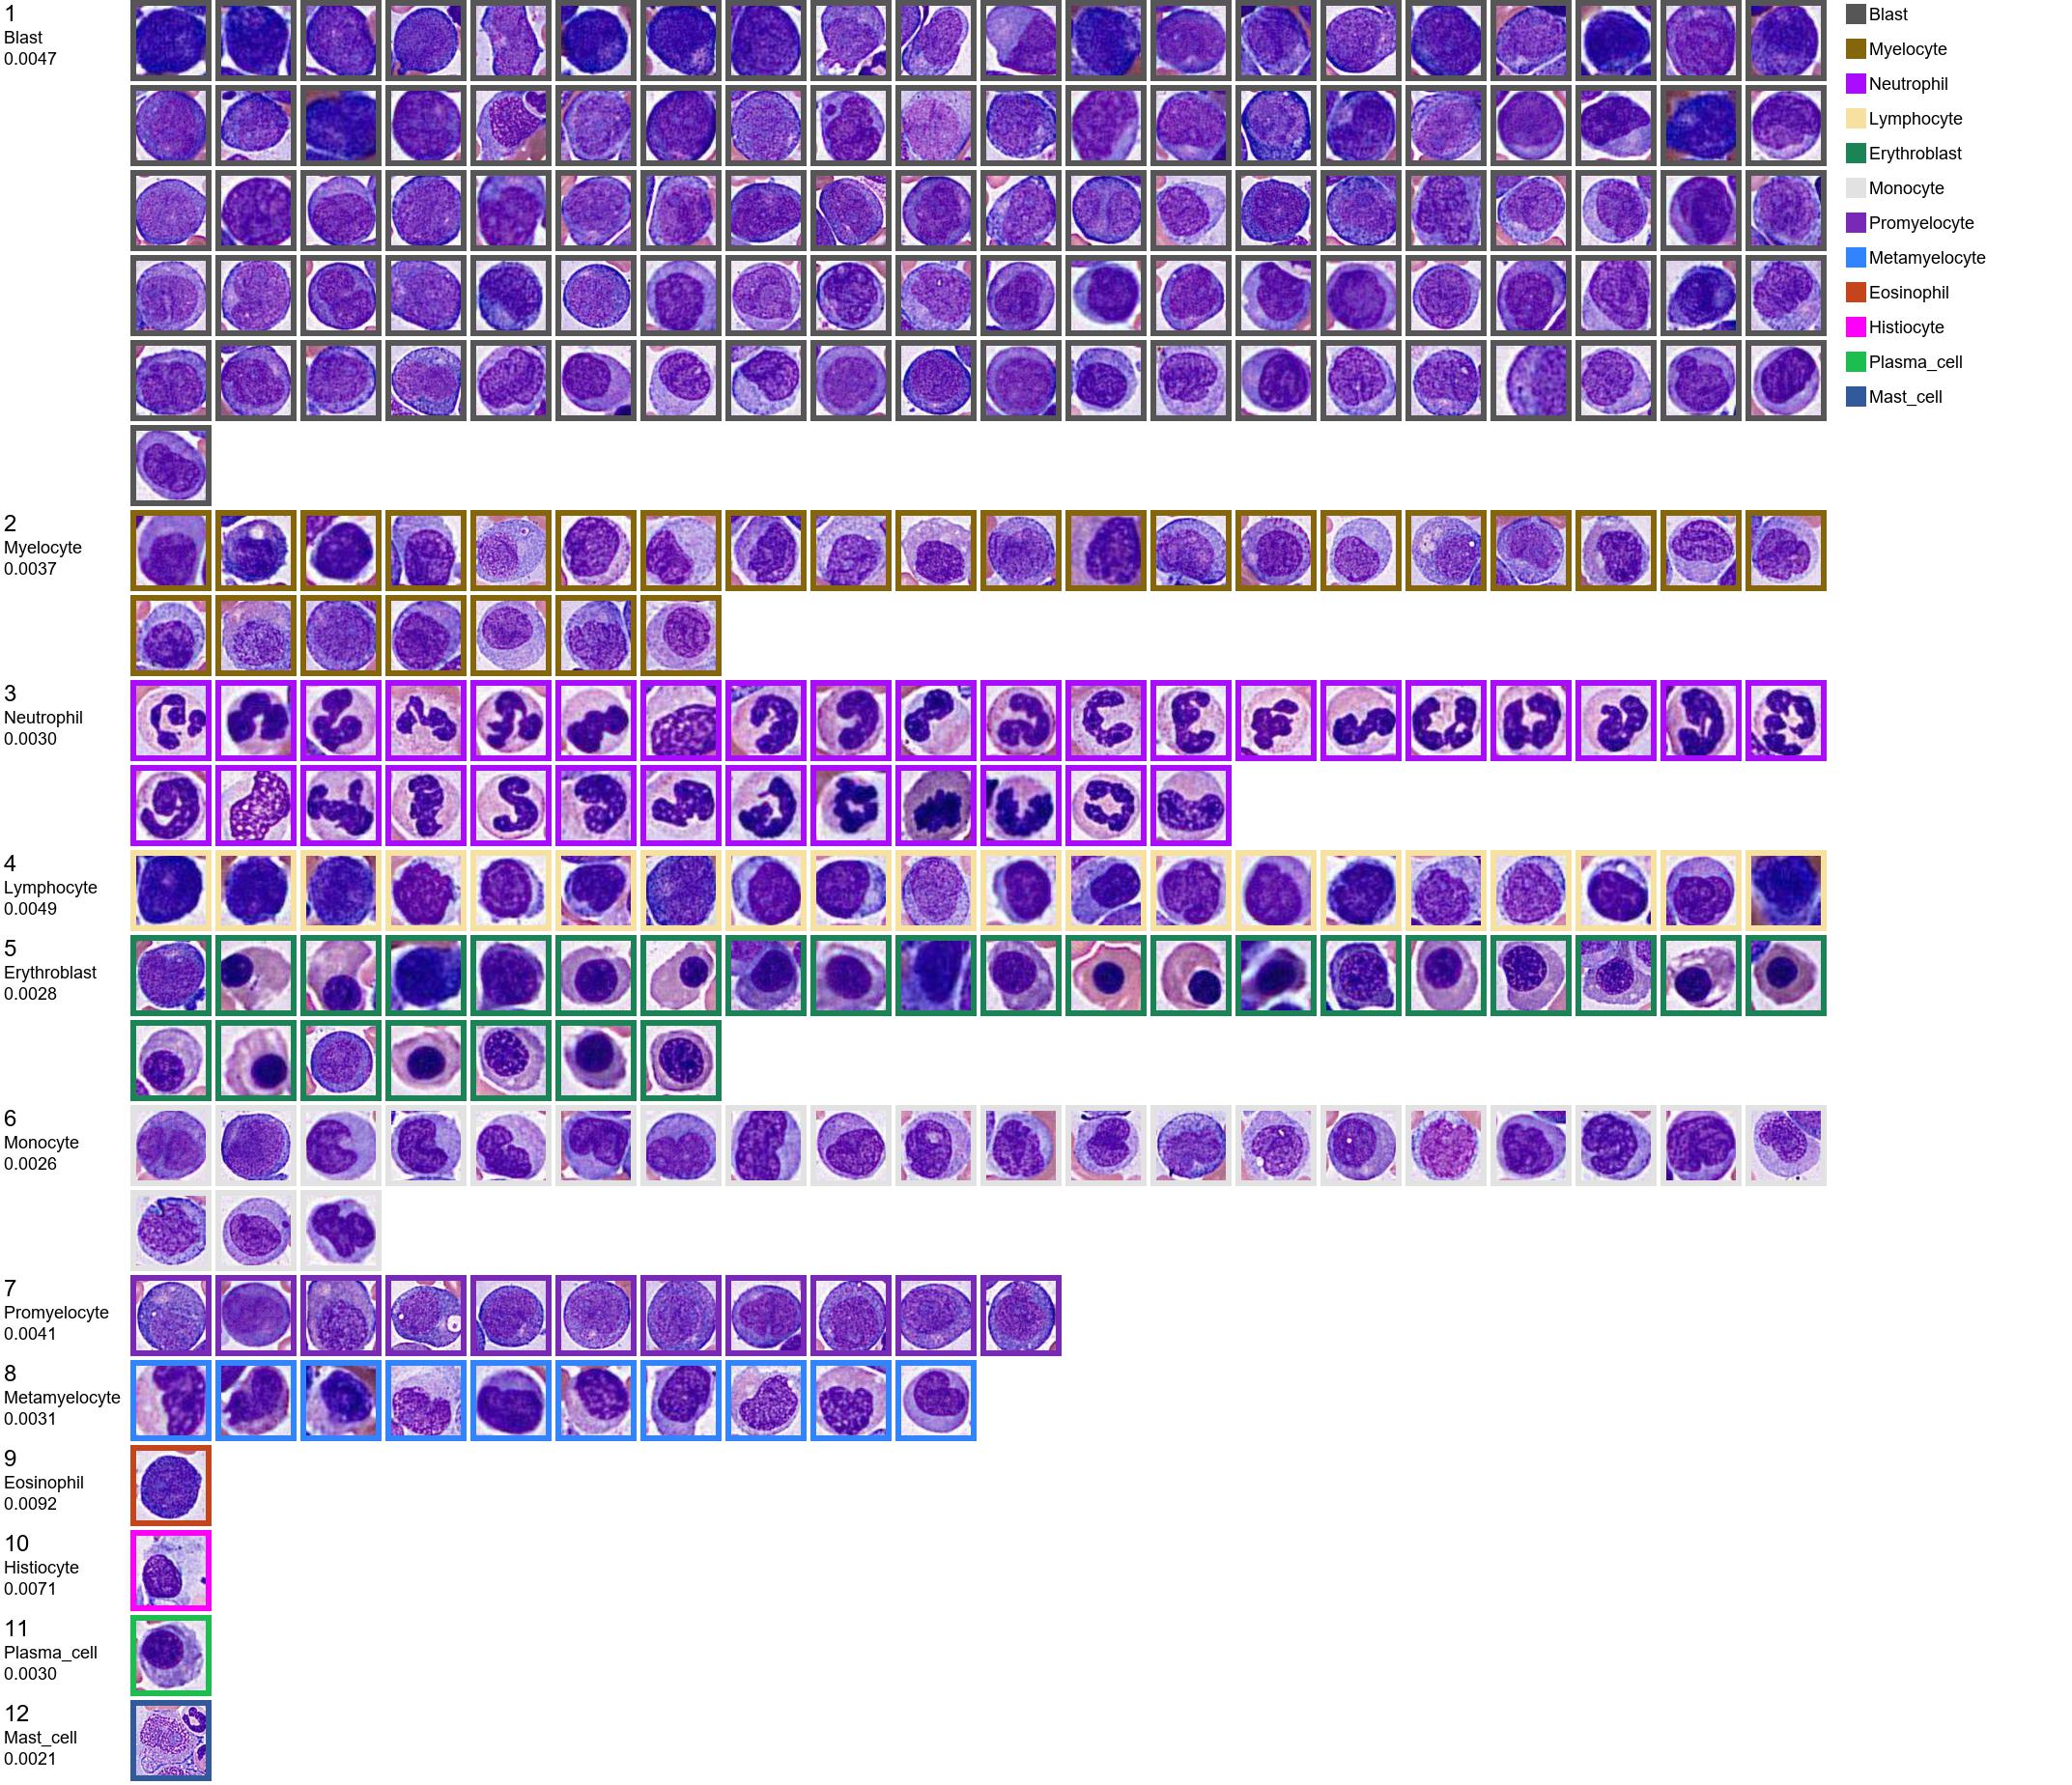 1
Blast
0.0047
2
Myelocyte
0.0037
3
Neutrophil
0.0030
4
Lymphocyte
0.0049
5
Erythroblast
0.0028
6
Monocyte
0.0026
7
Promyelocyte
0.0041
8
Metamyelocyte
0.0031
9
Eosinophil
0.0092
10
Histiocyte
0.0071
11
Plasma_cell
0.0030
12
Mast_cell
0.0021
Blast
Myelocyte
Neutrophil
Lymphocyte
Erythroblast
Monocyte
Promyelocyte
Metamyelocyte
Eosinophil
Histiocyte
Plasma_cell
Mast_cell